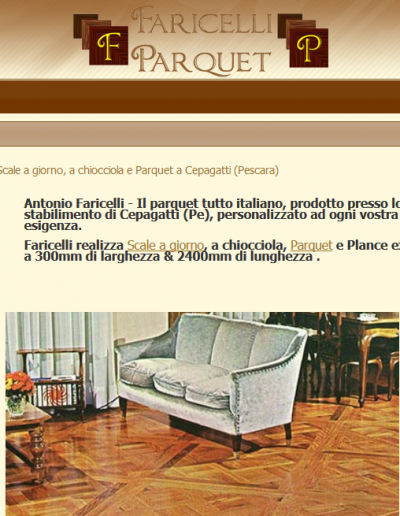 FARICELLI
F P
PARQUET
Scale a giorno, a chiocciola e Parquet a Cepagatti (Pescara)
Antonio Faricelli - Il parquet tutto italiano, prodotto presso lo
stabilimento di Cepagatti (Pe), personalizzato ad ogni vostra
esigenza.
Faricelli realizza Scale a giorno, a chiocciola, Parquet e Plance
a 300mm di larghezza & 2400mm di lunghezza .